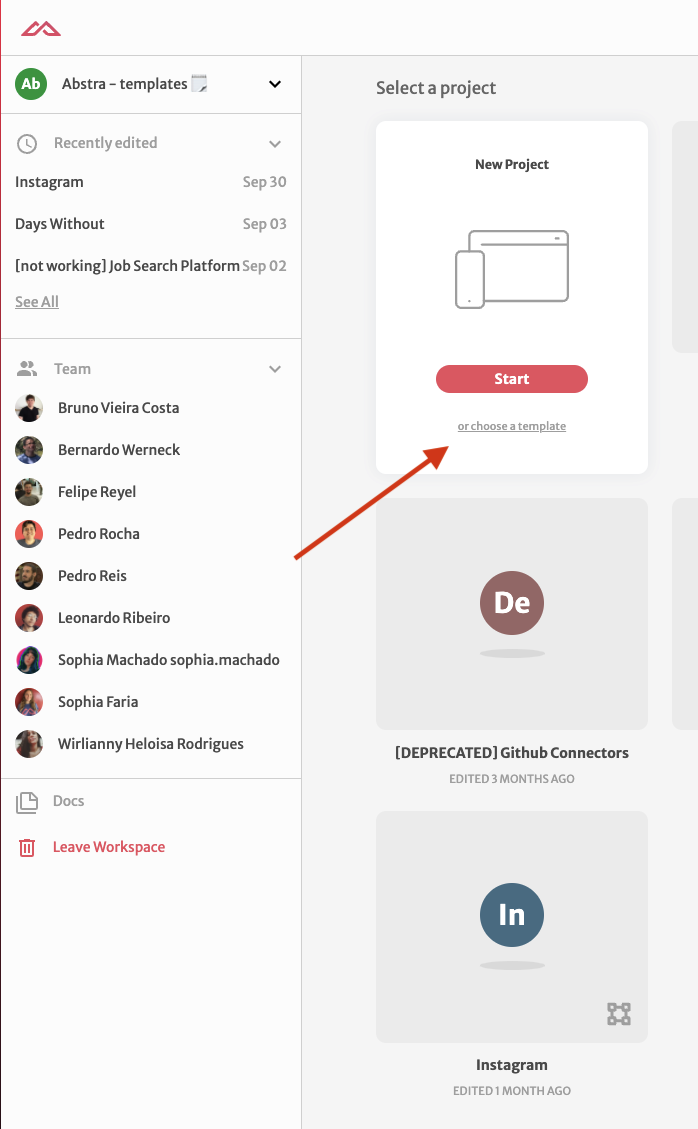 Ab Abstra - templates
Recently edited
Instagram Sep 30
Days Without Sep 03
[not working] Job Search Platform Sep 02
See All
Team
Bruno Vieira Costa
Bernardo Werneck
Felipe Reyel
Pedro Rocha
Pedro Reis
Leonardo Ribeiro
Sophia Machado sophia.machado
Sophia Faria
Wirlianny Heloisa Rodrigues
Docs
Leave Workspace
Select a project
New Project
Start
or choose a template
De
[DEPRECATED] Github Connectors
EDITED 3 MONTHS AGO
In
Instagram
EDITED 1 MONTH AGO